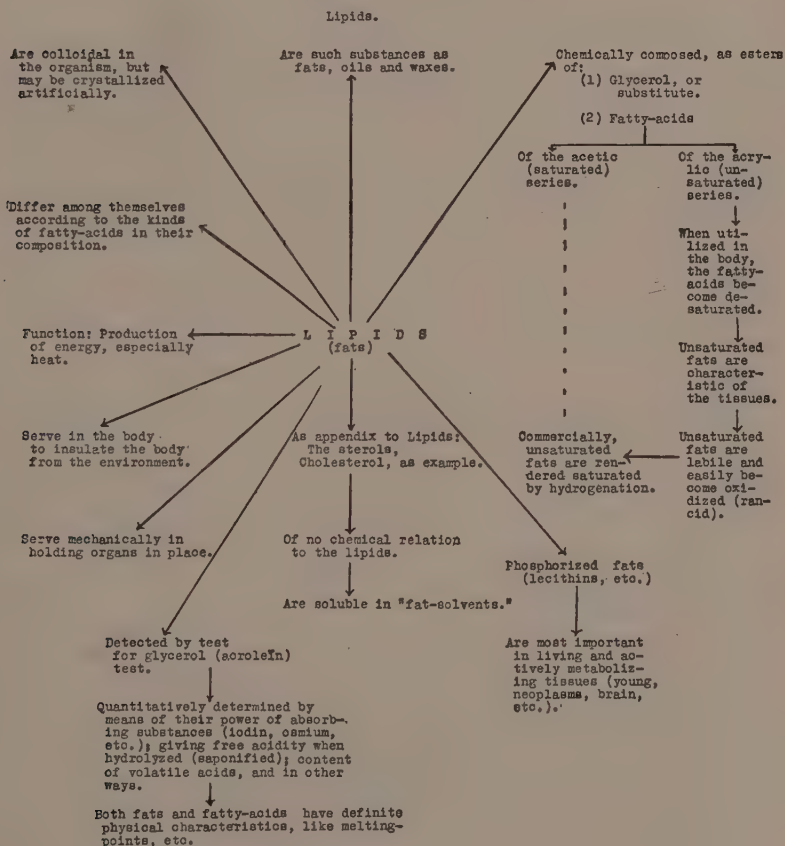 Lipids.
Are colloidal in
the organism, but
may be crystallized
artificially.
Are such substances as
fats, oils and waxes.
Chemically composed, as esters
of:
(1) Glycerol, or
substitute.
(2) Fatty-acids
Of the acetic
(saturated)
series.
Of the acry-
lic (un-
saturated)
series.
When uti-
lized in
the body,
the fatty-
acids be-
come de-
saturated.
Unsaturated
fats are
character-
istic of
the tissues.
Unsaturated
fats are
labile and
easily be-
come oxi-
dized (ran-
cid).
Commercially,
unsaturated
fats are ren-
dered saturated
by hydrogenation.
Differ among themselves
according to the kinds
of fatty-acids in their
composition.
L I P I D S
(fats)
Function: Production
of energy, especially
heat.
Serve in the body
to insulate the body
from the environment.
Serve mechanically in
holding organs in place.
As appendix to Lipids:
The sterols,
Cholesterol, as example.
Of no chemical relation
to the lipids.
Are soluble in "fat-solvents."
Phosphorized fats
(lecithins, etc.)
Are most important
in living and ac-
tively metaboliz-
ing tissues (young,
neoplasms, brain,
etc.).
Detected by test
for glycerol (acroleïn)
test.
Quantitatively determined by
means of their power of absorb-
ing substances (iodin, osmium,
etc.); giving free acidity when
hydrolyzed (saponified); content
of volatile acids, and in other
ways.
Both fats and fatty-acids have definite
physical characteristics, like melting-
points, etc.